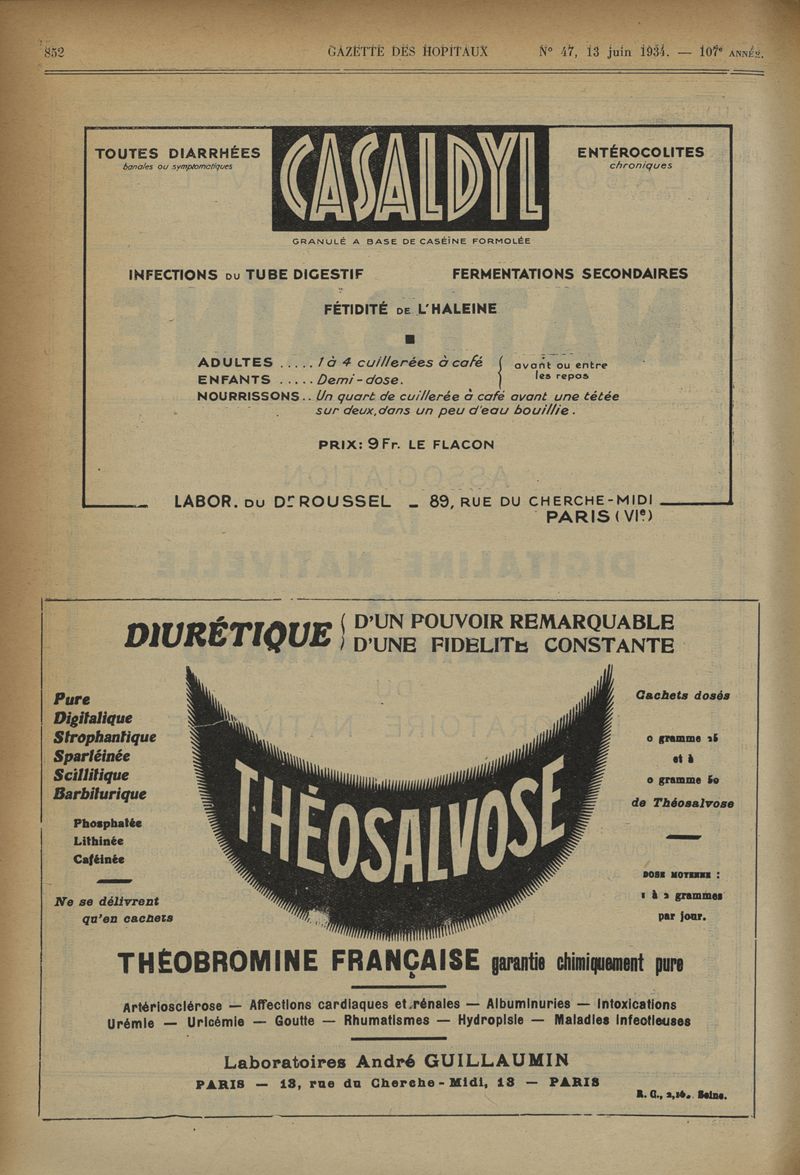 852
GAZETTE DES HOPITAUX
N° 47, 13 juin 1934. — 107e ANNÉE.
TOUTES DIARRHÉES
banales ou symptomatiques
CASALDYL
ENTÉROCOLITES
chroniques
GRANULÉ A BASE DE CASÉÏNE FORMOLÉE
INFECTIONS DU TUBE DIGESTIF
FERMENTATIONS SECONDAIRES
FÉTIDITÉ DE L'HALEINE
ADULTES ..... 1 à 4 cuillerées à café
ENFANTS ..... Demi-dose.
avant ou entre
les repas
NOURRISSONS.. Un quart de cuillerée à café avant une tétée
sur deux, dans un peu d'eau bouillie.
PRIX: 9 Fr. LE FLACON
LABOR. DU Dr ROUSSEL — 89, RUE DU CHERCHE-MIDI
PARIS (VIe)
DIURÉTIQUE
D'UN POUVOIR REMARQUABLE
D'UNE FIDELITE CONSTANTE
Pure
Digitalique
Strophantique
Sparléinée
Scillitique
Barbiturique
Phosphatée
Lithinée
Caféinée
Ne se délivrent
qu'en cachets
THÉOSALVOSE
Cachets dosés
0 gramme 25
et à
0 gramme 50
de Théosalvose
DOSE MOYENNE :
1 à 2 grammes
par jour.
THÉOBROMINE FRANÇAISE garantie chimiquement pure
Artériosclérose — Affections cardiaques et rénales — Albuminuries — Intoxications
Urémie — Uricémie — Goutte — Rhumatismes — Hydropisie — Maladies Infectieuses
Laboratoires André GUILLAUMIN
PARIS — 13, rue du Cherche-Midi, 13 — PARIS
R. C., Seine.